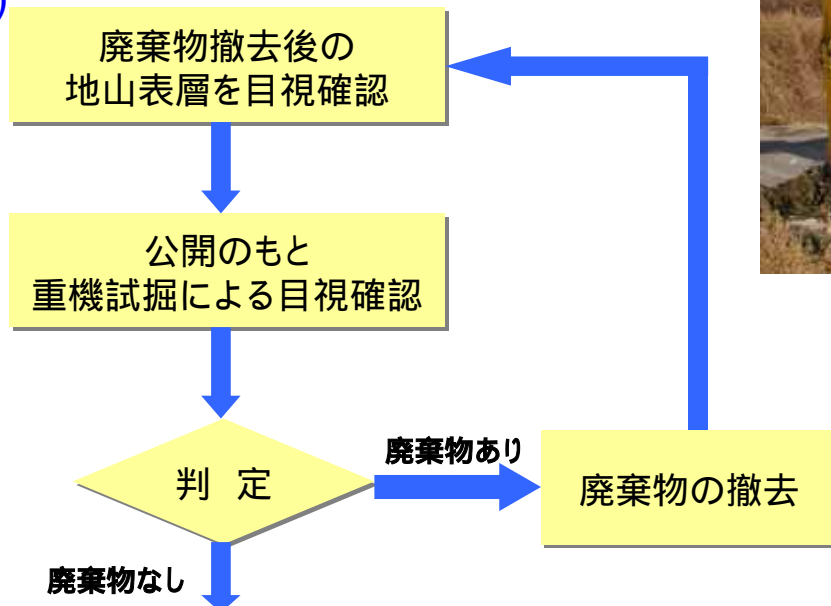 )
廃棄物撤去後の
地山表層を目視確認
公開のもと
重機試掘による目視確認
判 定
廃棄物あり
廃棄物の撤去
廃棄物なし